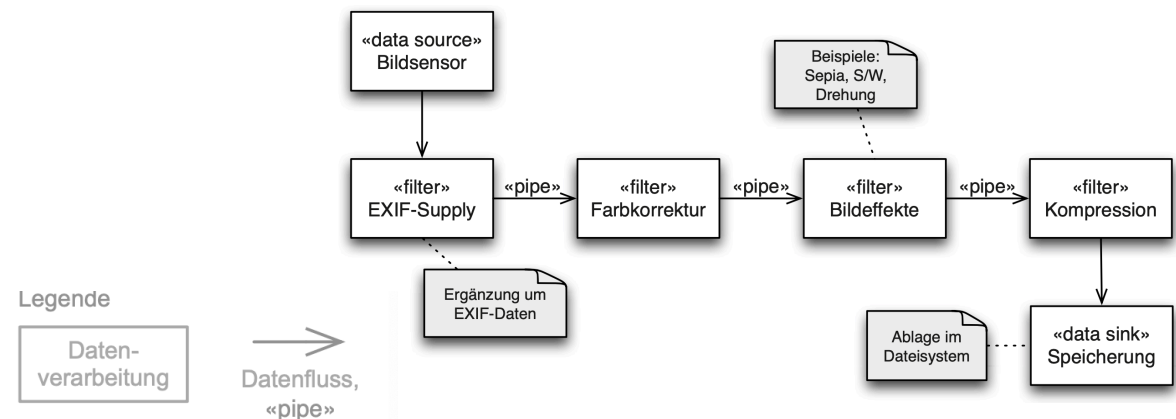 «data source»
Bildsensor
Beispiele:
Sepia, S/W,
Drehung
«filter»
EXIF-Supply
«pipe»
«filter»
Farbkorrektur
«pipe»
«filter»
Bildeffekte
«pipe»
«filter»
Kompression
Ergänzung um
EXIF-Daten
Ablage im
Dateisystem
«data sink»
Speicherung
Legende
Daten-
verarbeitung
Datenfluss,
«pipe»